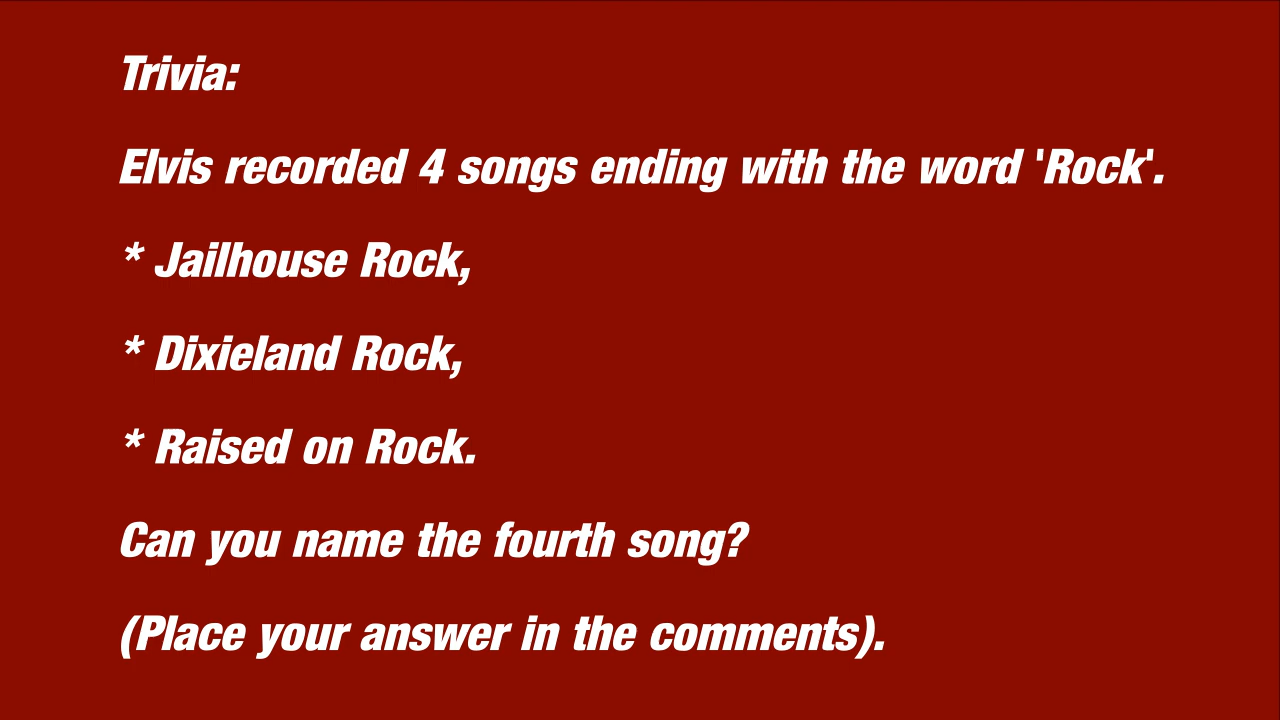 Trivia:
Elvis recorded 4 songs ending with the word 'Rock'.
* Jailhouse Rock,
* Dixieland Rock,
* Raised on Rock.
Can you name the fourth song?
(Place your answer in the comments).